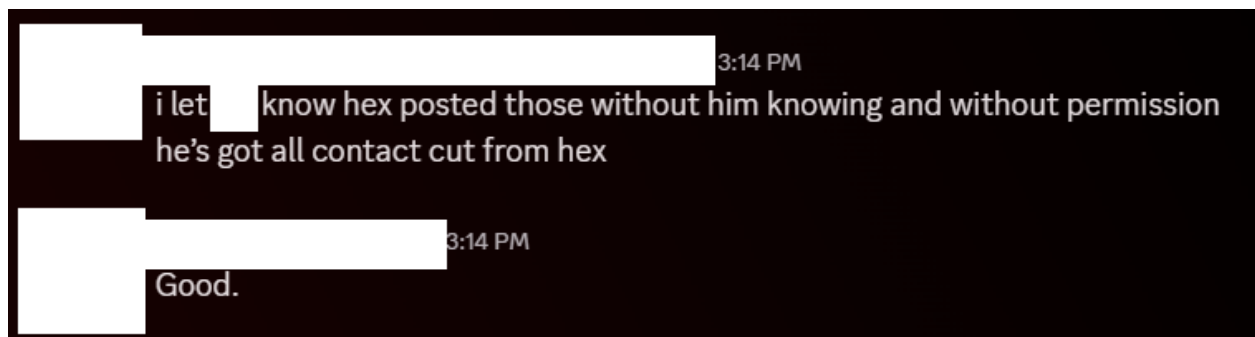 3:14 PM
i let know hex posted those without him knowing and without permission
he’s got all contact cut from hex
3:14 PM
Good.